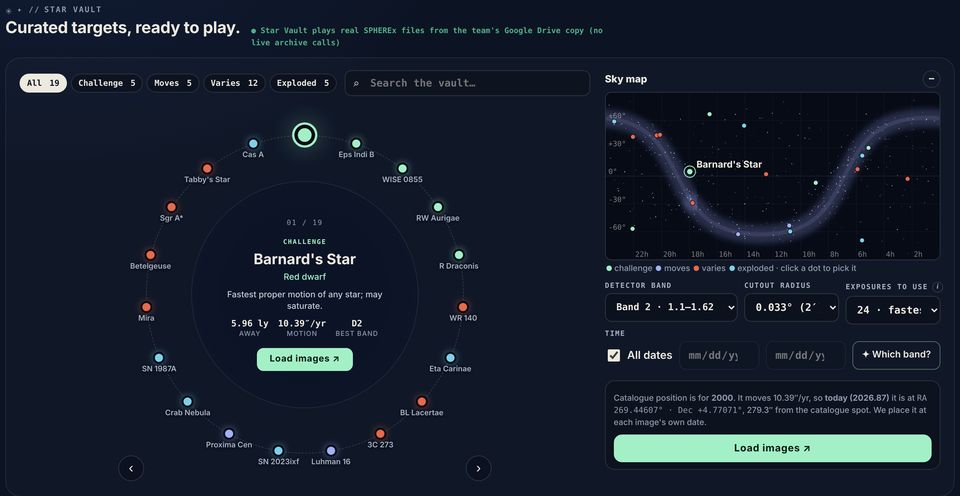 // STAR VAULT
Curated targets, ready to play.
Star Vault plays real SPHEREx files from the team's Google Drive copy (no
live archive calls)
All 19
Challenge 5
Moves 5
Varies 12
Exploded 5
Search the vault…
Cas A
Eps Indi B
Tabby's Star
WISE 0855
Sgr A*
RW Aurigae
Betelgeuse
R Draconis
Mira
WR 140
SN 1987A
Eta Carinae
Crab Nebula
BL Lacertae
Proxima Cen
3C 273
SN 2023ixf
Luhman 16
01 / 19
CHALLENGE
Barnard's Star
Red dwarf
Fastest proper motion of any star; may
saturate.
5.96 ly
AWAY
10.39″/yr
MOTION
D2
BEST BAND
Load images ↗
‹
›
Sky map
−
+60°
+30°
0°
-30°
-60°
Barnard's Star
22h 20h 18h 16h 14h 12h 10h 8h 6h 4h 2h
challenge moves varies exploded · click a dot to pick it
DETECTOR BAND
Band 2 · 1.11–1.62
CUTOUT RADIUS
0.033° (2′
EXPOSURES TO USE i
24 · fastes
TIME
All dates
mm/dd/yy
mm/dd/yy
✦ Which band?
Catalogue position is for 2000. It moves 10.39″/yr, so today (2026.87) it is at RA
269.44607° · Dec +4.77071°, 279.3″ from the catalogue spot. We place it at
each image's own date.
Load images ↗